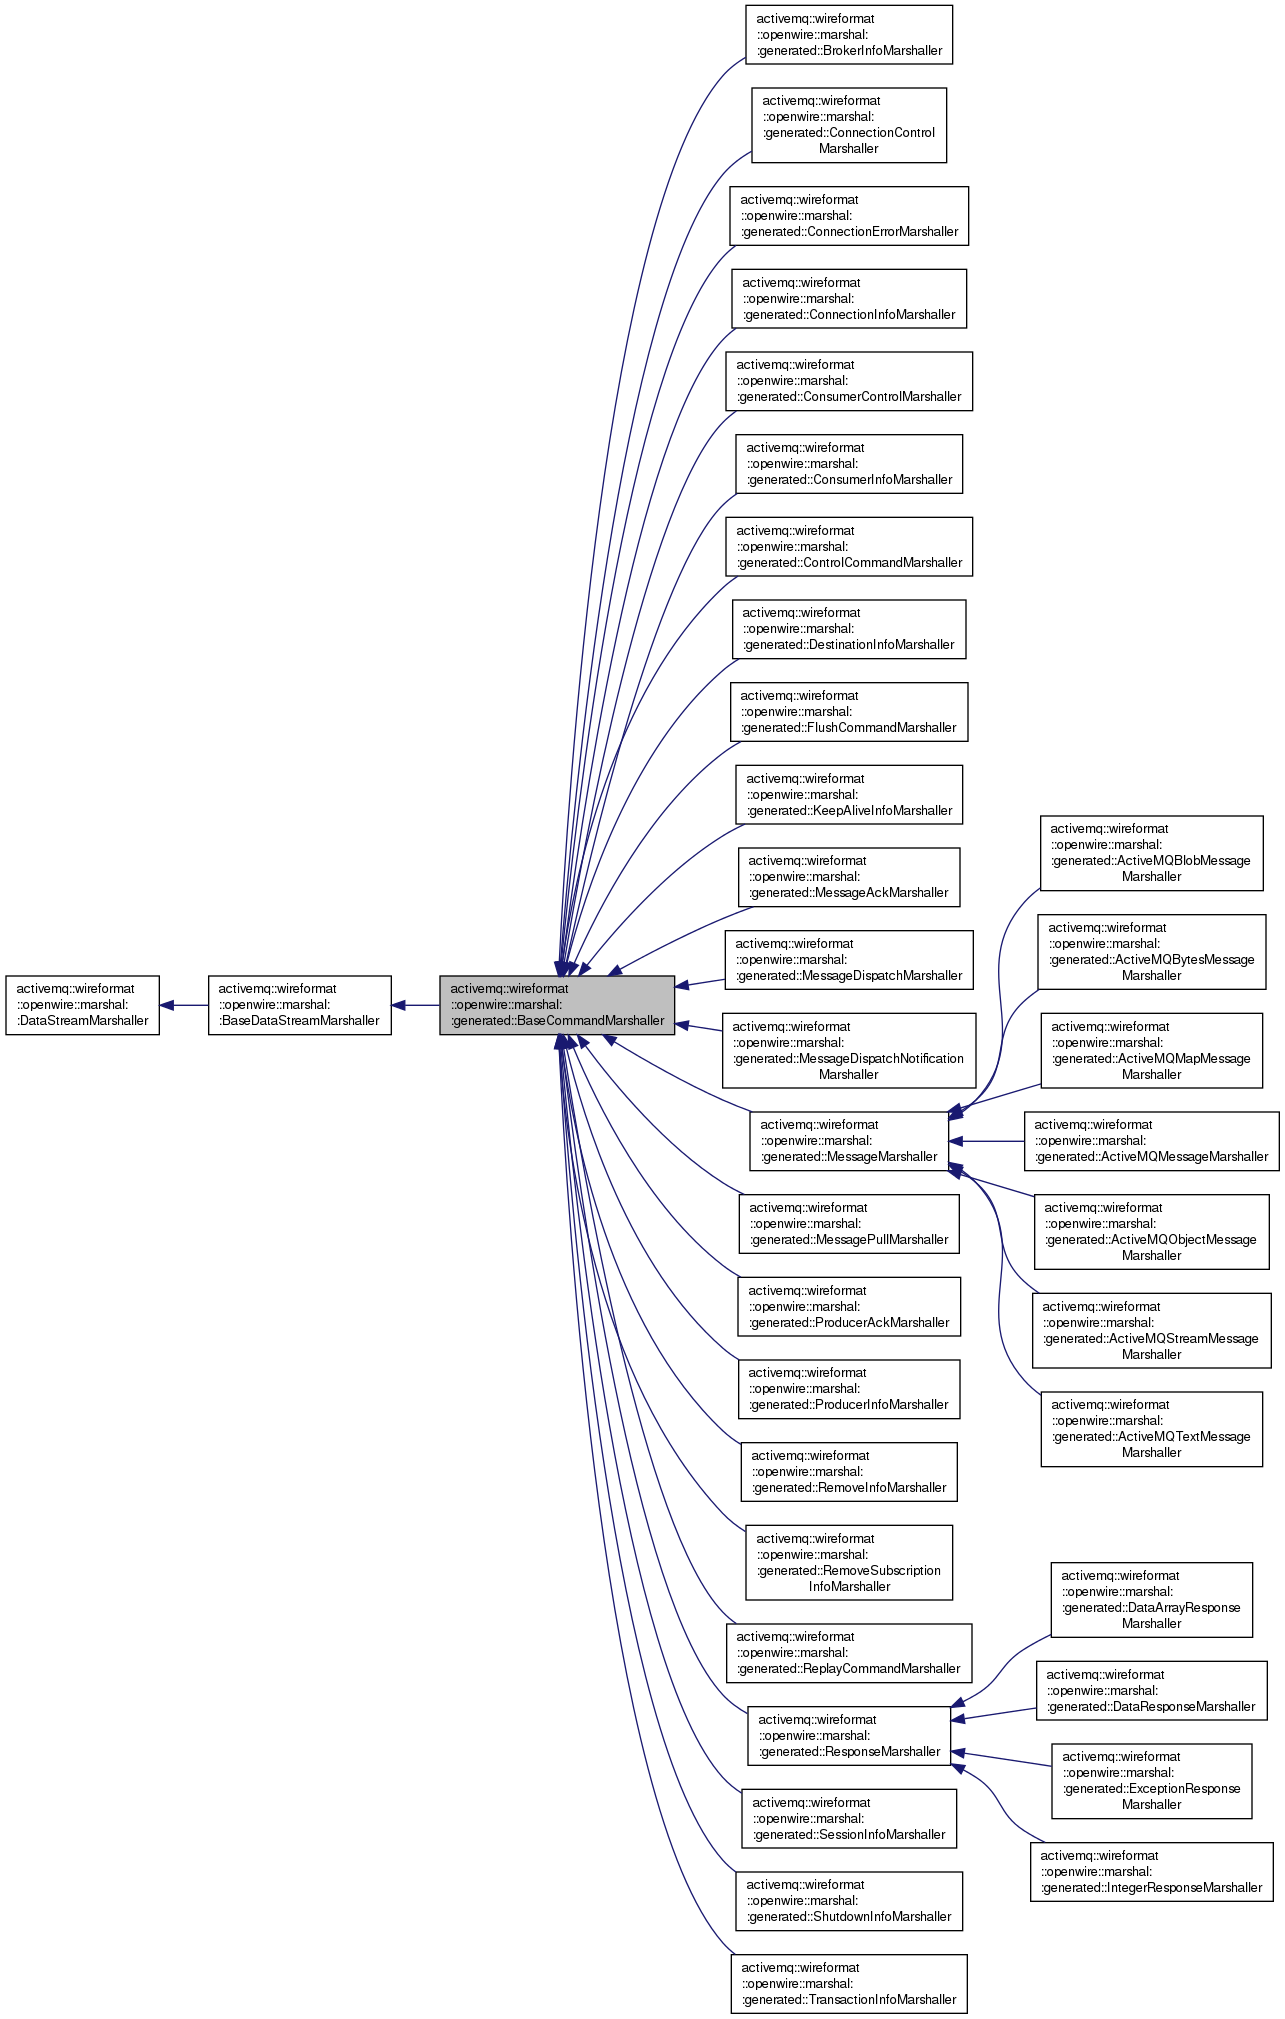 activemq::wireformat
::openwire::marshal:
:DataStreamMarshaller
activemq::wireformat
::openwire::marshal:
:BaseDataStreamMarshaller
activemq::wireformat
::openwire::marshal:
:generated::BaseCommandMarshaller
activemq::wireformat
::openwire::marshal:
:generated::BrokerInfoMarshaller
activemq::wireformat
::openwire::marshal:
:generated::ConnectionControl
Marshaller
activemq::wireformat
::openwire::marshal:
:generated::ConnectionErrorMarshaller
activemq::wireformat
::openwire::marshal:
:generated::ConnectionInfoMarshaller
activemq::wireformat
::openwire::marshal:
:generated::ConsumerControlMarshaller
activemq::wireformat
::openwire::marshal:
:generated::ConsumerInfoMarshaller
activemq::wireformat
::openwire::marshal:
:generated::ControlCommandMarshaller
activemq::wireformat
::openwire::marshal:
:generated::DestinationInfoMarshaller
activemq::wireformat
::openwire::marshal:
:generated::FlushCommandMarshaller
activemq::wireformat
::openwire::marshal:
:generated::KeepAliveInfoMarshaller
activemq::wireformat
::openwire::marshal:
:generated::MessageAckMarshaller
activemq::wireformat
::openwire::marshal:
:generated::MessageDispatchMarshaller
activemq::wireformat
::openwire::marshal:
:generated::MessageDispatchNotification
Marshaller
activemq::wireformat
::openwire::marshal:
:generated::MessageMarshaller
activemq::wireformat
::openwire::marshal:
:generated::MessagePullMarshaller
activemq::wireformat
::openwire::marshal:
:generated::ProducerAckMarshaller
activemq::wireformat
::openwire::marshal:
:generated::ProducerInfoMarshaller
activemq::wireformat
::openwire::marshal:
:generated::RemoveInfoMarshaller
activemq::wireformat
::openwire::marshal:
:generated::RemoveSubscription
InfoMarshaller
activemq::wireformat
::openwire::marshal:
:generated::ReplayCommandMarshaller
activemq::wireformat
::openwire::marshal:
:generated::ResponseMarshaller
activemq::wireformat
::openwire::marshal:
:generated::SessionInfoMarshaller
activemq::wireformat
::openwire::marshal:
:generated::ShutdownInfoMarshaller
activemq::wireformat
::openwire::marshal:
:generated::TransactionInfoMarshaller
activemq::wireformat
::openwire::marshal:
:generated::ActiveMQBlobMessage
Marshaller
activemq::wireformat
::openwire::marshal:
:generated::ActiveMQBytesMessage
Marshaller
activemq::wireformat
::openwire::marshal:
:generated::ActiveMQMapMessage
Marshaller
activemq::wireformat
::openwire::marshal:
:generated::ActiveMQMessageMarshaller
activemq::wireformat
::openwire::marshal:
:generated::ActiveMQObjectMessage
Marshaller
activemq::wireformat
::openwire::marshal:
:generated::ActiveMQStreamMessage
Marshaller
activemq::wireformat
::openwire::marshal:
:generated::ActiveMQTextMessage
Marshaller
activemq::wireformat
::openwire::marshal:
:generated::DataArrayResponse
Marshaller
activemq::wireformat
::openwire::marshal:
:generated::DataResponseMarshaller
activemq::wireformat
::openwire::marshal:
:generated::ExceptionResponse
Marshaller
activemq::wireformat
::openwire::marshal:
:generated::IntegerResponseMarshaller